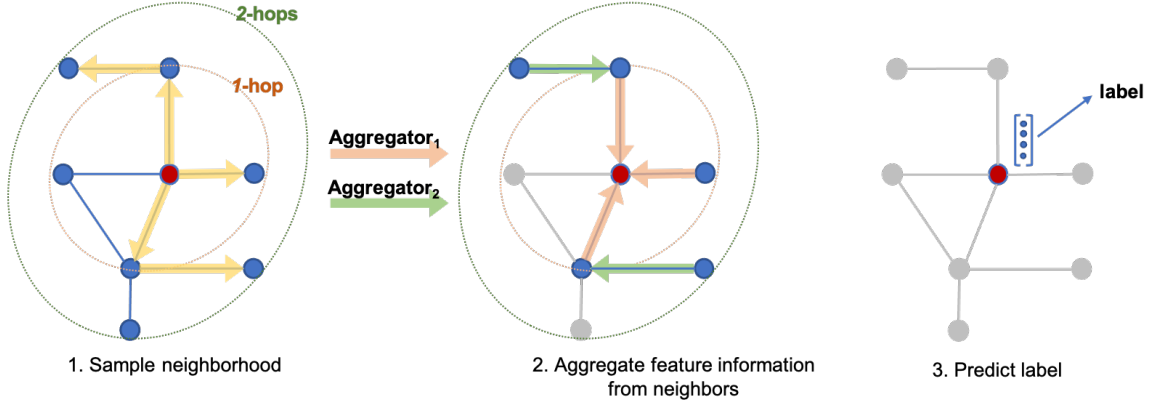 2-hops
1-hop
Aggregator1
Aggregator2
label
1. Sample neighborhood
2. Aggregate feature information
from neighbors
3. Predict label